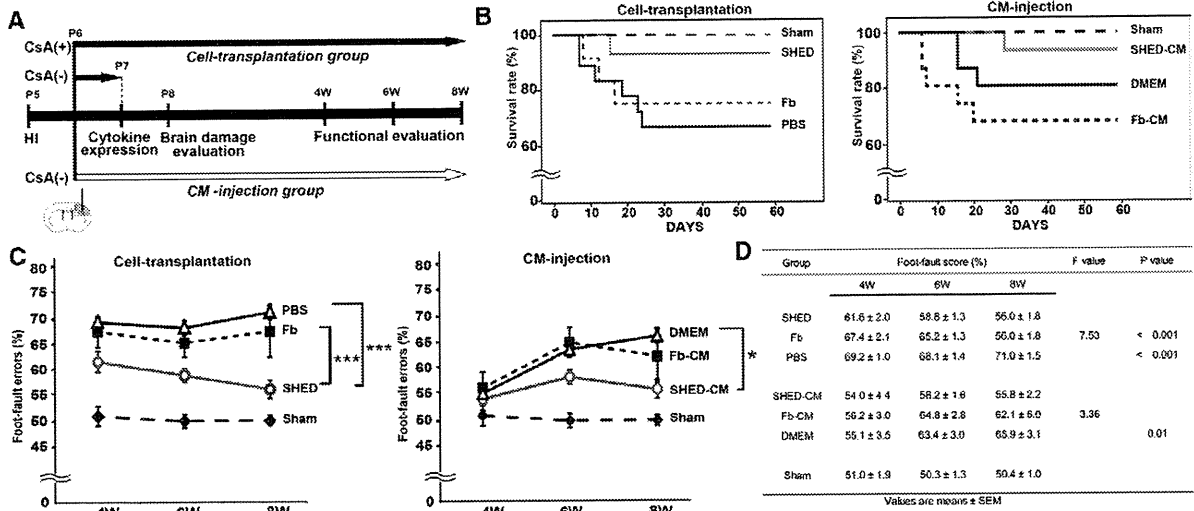 A
P6
CsA(+)
Cell-transplantation group
CsA(-)
P7
P5
P8
4W
6W
8W
HI
Cytokine
expression
Brain damage
evaluation
Functional evaluation
CsA(-)
CM -injection group
B
Cell-transplantation
Survival rate (%)
100
80
60
0
Sham
SHED
Fb
PBS
0 10 20 30 40 50 60
DAYS
CM-injection
Survival rate (%)
100
80
60
0
Sham
SHED-CM
DMEM
Fb-CM
0 10 20 30 40 50 60
DAYS
C
Cell-transplantation
Foot-fault errors (%)
80
75
70
65
60
55
50
45
0
PBS
Fb
SHED
Sham
***
***
4W 6W 8W
CM-injection
Foot-fault errors (%)
80
75
70
65
60
55
50
45
0
DMEM
Fb-CM
SHED-CM
Sham
*
4W 6W 8W
D
Group Foot-fault score (%) F value P value
4W 6W 8W
SHED 61.6 ± 2.0 58.8 ± 1.3 56.0 ± 1.8
Fb 67.4 ± 2.1 65.2 ± 1.3 56.0 ± 1.8 7.53 < 0.001
PBS 69.2 ± 1.0 68.1 ± 1.4 71.0 ± 1.5 < 0.001
SHED-CM 54.0 ± 4.4 58.2 ± 1.6 55.8 ± 2.2
Fb-CM 56.2 ± 3.0 64.8 ± 2.8 62.1 ± 6.0 3.36
DMEM 55.1 ± 3.5 63.4 ± 3.0 65.9 ± 3.1 0.01
Sham 51.0 ± 1.9 50.3 ± 1.3 50.4 ± 1.0
Values are means ± SEM